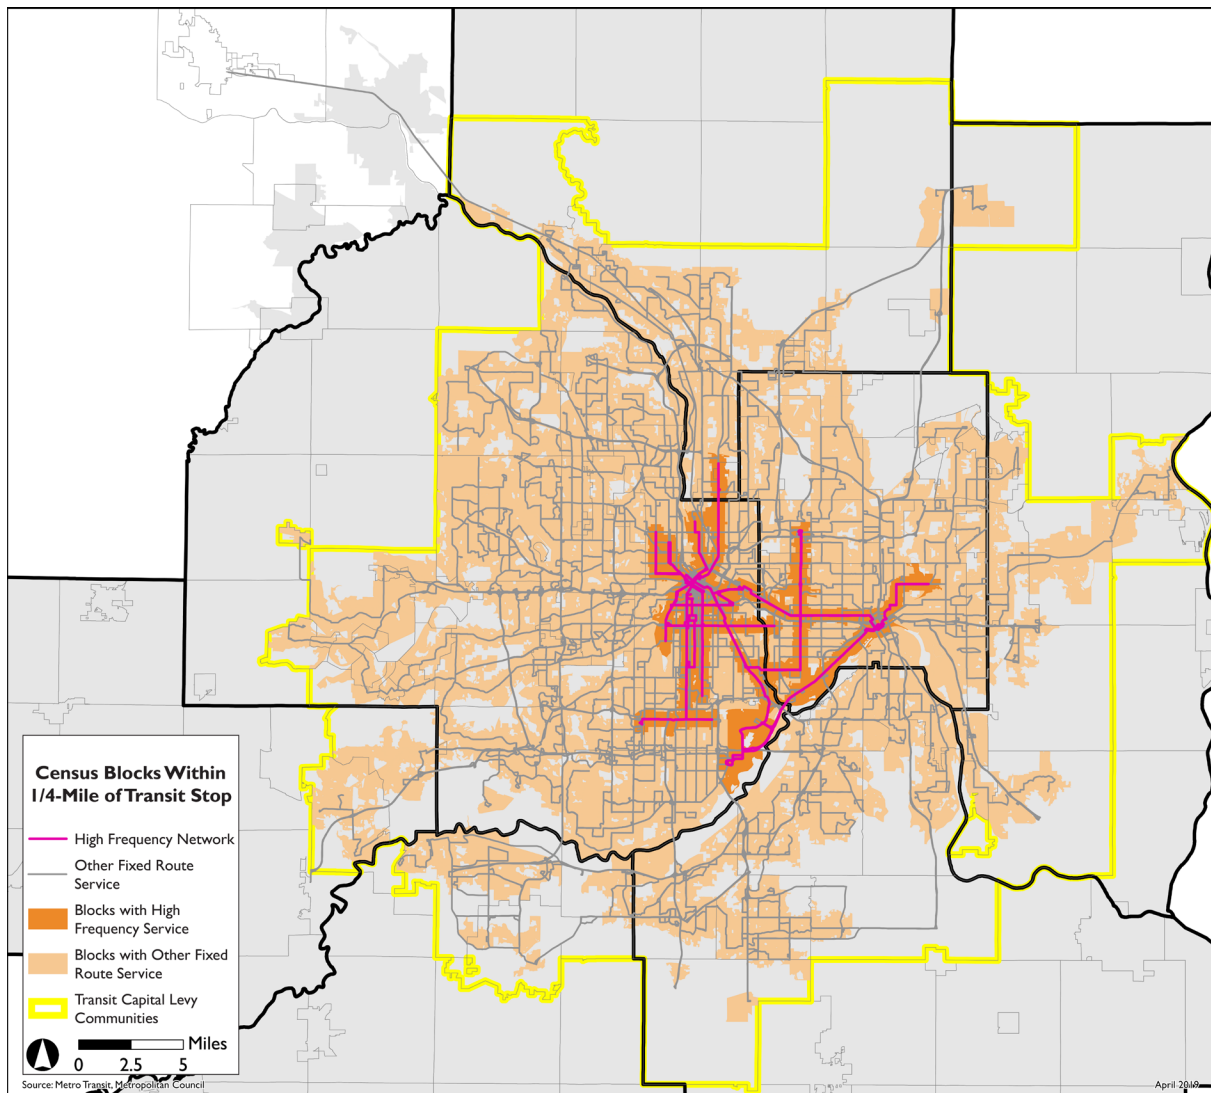 Census Blocks Within
1/4-Mile of Transit Stop
High Frequency Network
Other Fixed Route
Service
Blocks with High
Frequency Service
Blocks with Other Fixed
Route Service
Transit Capital Levy
Communities
Miles
0 2.5 5
Source: Metro Transit, Metropolitan Council
April 2019